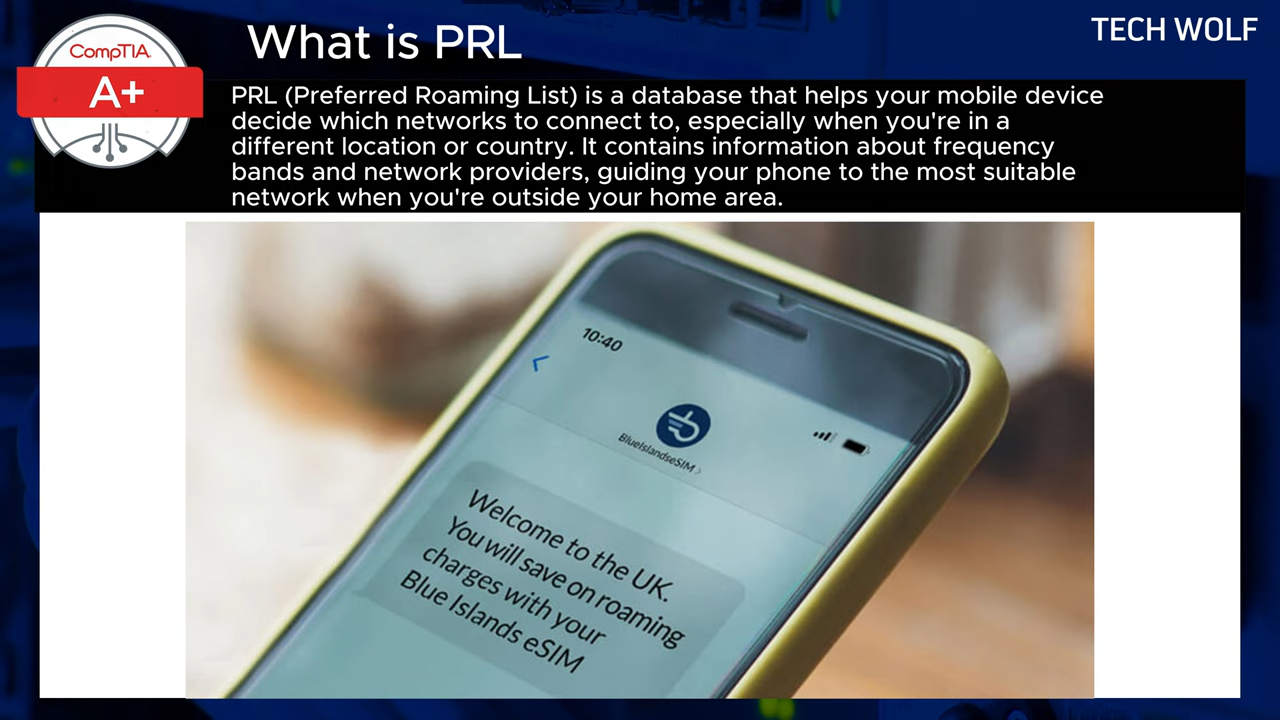 CompTIA.
A+
What is PRL
TECH WOLF
PRL (Preferred Roaming List) is a database that helps your mobile device
decide which networks to connect to, especially when you're in a
different location or country. It contains information about frequency
bands and network providers, guiding your phone to the most suitable
network when you're outside your home area.
10:40
BlueIslandseSIM >
Welcome to the UK.
You will save on roaming
charges with your
Blue Islands eSIM